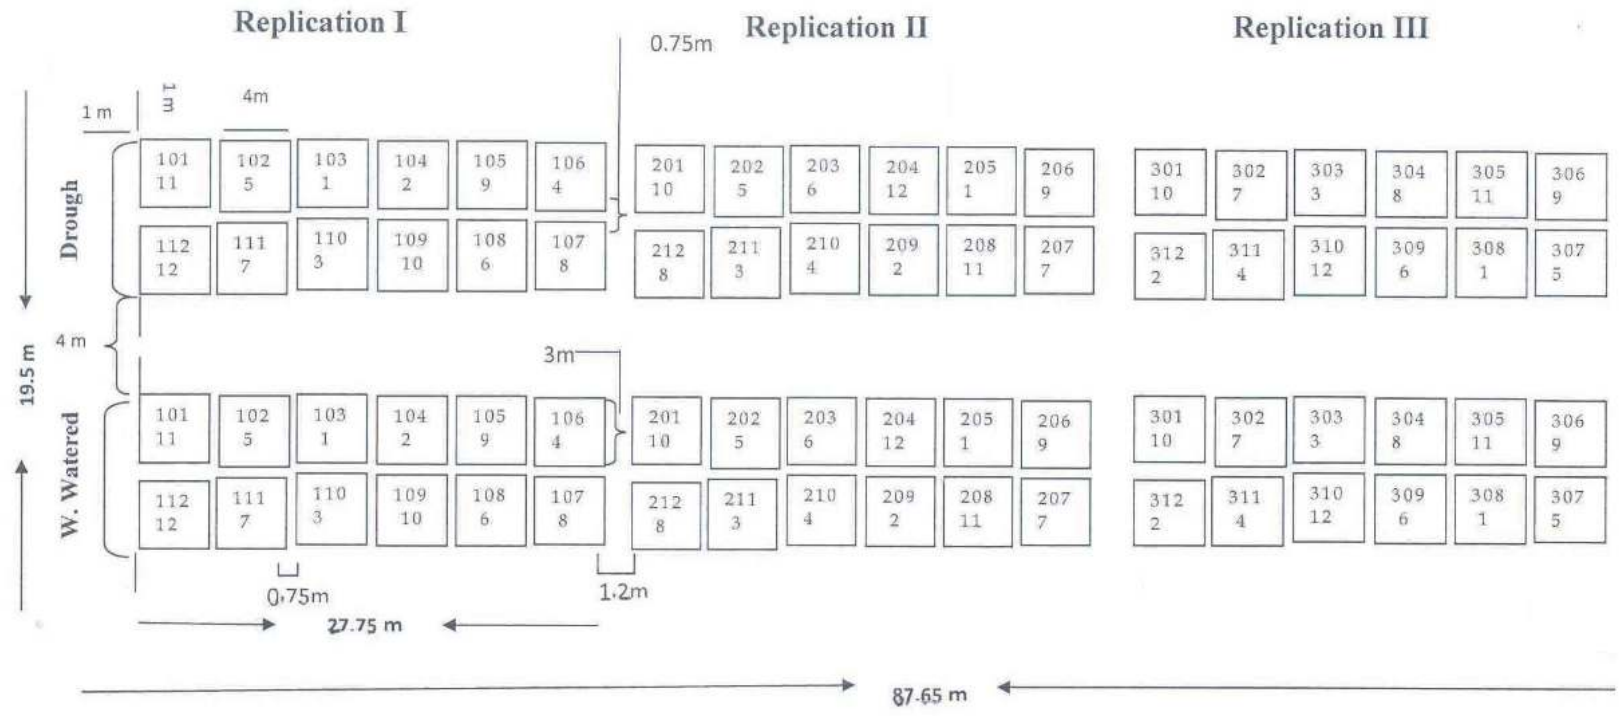 Replication I
Replication II
Replication III
0.75m
1 m
1 m
4m
Drough
101 102 103 104 105 106 201 202 203 204 205 206 301 302 303 304 305 306
11 5 1 2 9 4 10 5 6 12 1 9 10 7 3 8 11 9
112 111 110 109 108 107 212 211 210 209 208 207 312 311 310 309 308 307
12 7 3 10 6 8 8 3 4 2 11 7 2 4 12 6 1 5
4 m
3m
19.5 m
W. Watered
101 102 103 104 105 106 201 202 203 204 205 206 301 302 303 304 305 306
11 5 1 2 9 4 10 5 6 12 1 9 10 7 3 8 11 9
112 111 110 109 108 107 212 211 210 209 208 207 312 311 310 309 308 307
12 7 3 10 6 8 8 3 4 2 11 7 2 4 12 6 1 5
0.75m
1.2m
27.75 m
87.65 m